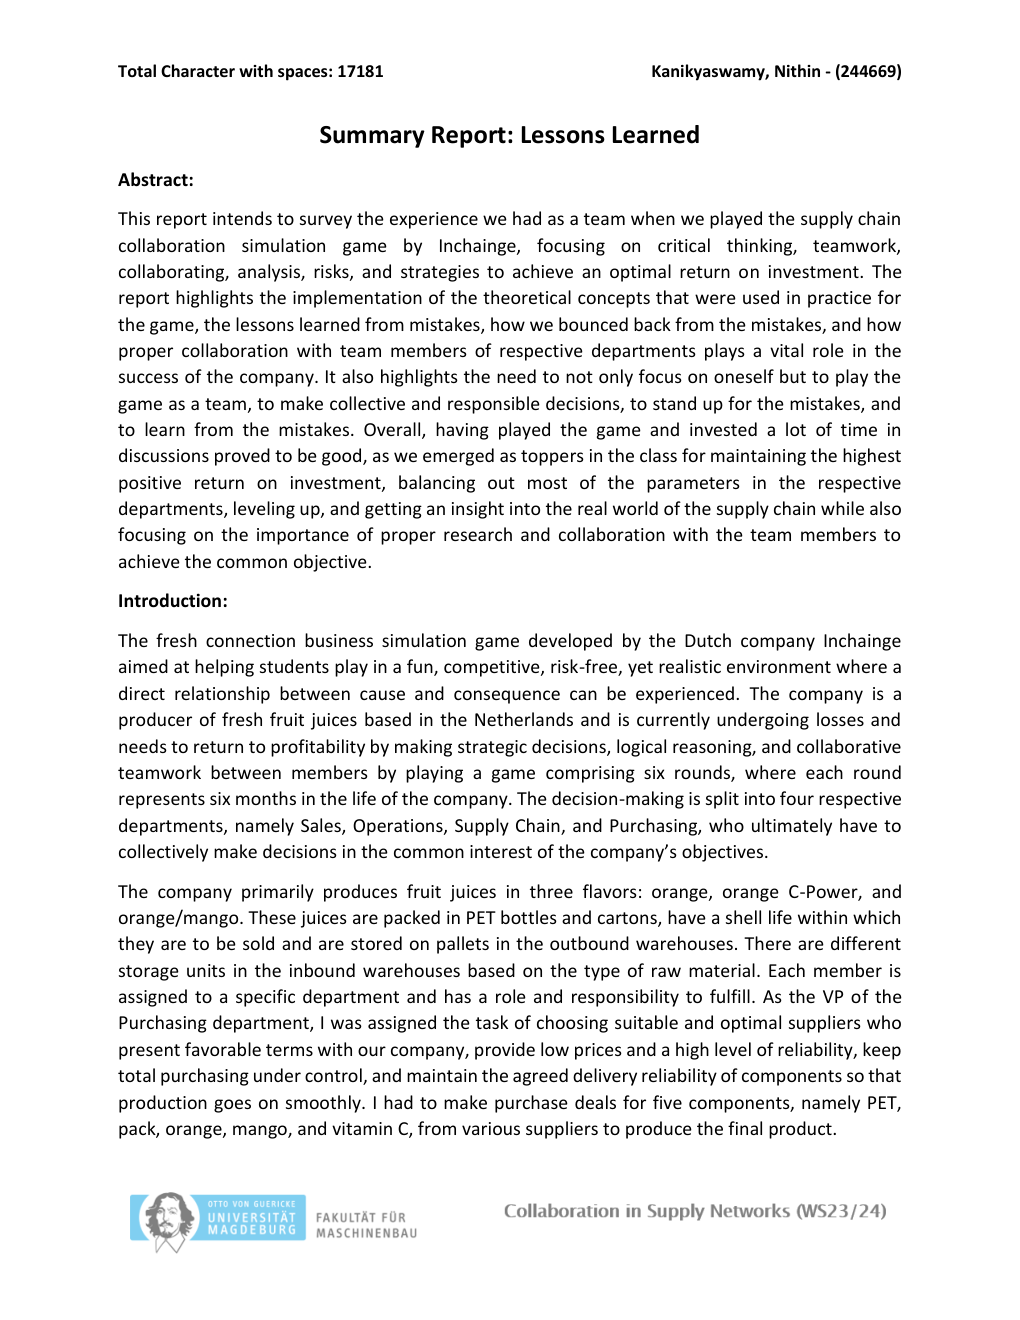 Total Character with spaces: 17181
Kanikyaswamy, Nithin - (244669)
Summary Report: Lessons Learned
Abstract:
This report intends to survey the experience we had as a team when we played the supply chain
collaboration simulation game by Inchainge, focusing on critical thinking, teamwork,
collaborating, analysis, risks, and strategies to achieve an optimal return on investment. The
report highlights the implementation of the theoretical concepts that were used in practice for
the game, the lessons learned from mistakes, how we bounced back from the mistakes, and how
proper collaboration with team members of respective departments plays a vital role in the
success of the company. It also highlights the need to not only focus on oneself but to play the
game as a team, to make collective and responsible decisions, to stand up for the mistakes, and
to learn from the mistakes. Overall, having played the game and invested a lot of time in
discussions proved to be good, as we emerged as toppers in the class for maintaining the highest
positive return on investment, balancing out most of the parameters in the respective
departments, leveling up, and getting an insight into the real world of the supply chain while also
focusing on the importance of proper research and collaboration with the team members to
achieve the common objective.
Introduction:
The fresh connection business simulation game developed by the Dutch company Inchainge
aimed at helping students play in a fun, competitive, risk-free, yet realistic environment where a
direct relationship between cause and consequence can be experienced. The company is a
producer of fresh fruit juices based in the Netherlands and is currently undergoing losses and
needs to return to profitability by making strategic decisions, logical reasoning, and collaborative
teamwork between members by playing a game comprising six rounds, where each round
represents six months in the life of the company. The decision-making is split into four respective
departments, namely Sales, Operations, Supply Chain, and Purchasing, who ultimately have to
collectively make decisions in the common interest of the company's objectives.
The company primarily produces fruit juices in three flavors: orange, orange C-Power, and
orange/mango. These juices are packed in PET bottles and cartons, have a shell life within which
they are to be sold and are stored on pallets in the outbound warehouses. There are different
storage units in the inbound warehouses based on the type of raw material. Each member is
assigned to a specific department and has a role and responsibility to fulfill. As the VP of the
Purchasing department, I was assigned the task of choosing suitable and optimal suppliers who
present favorable terms with our company, provide low prices and a high level of reliability, keep
total purchasing under control, and maintain the agreed delivery reliability of components so that
production goes on smoothly. I had to make purchase deals for five components, namely PET,
pack, orange, mango, and vitamin C, from various suppliers to produce the final product.
OTTO VON GUERICKE
UNIVERSITÄT
MAGDEBURG
FAKULTÄT FÜR
MASCHINENBAU
Collaboration in Supply Networks (WS23/24)